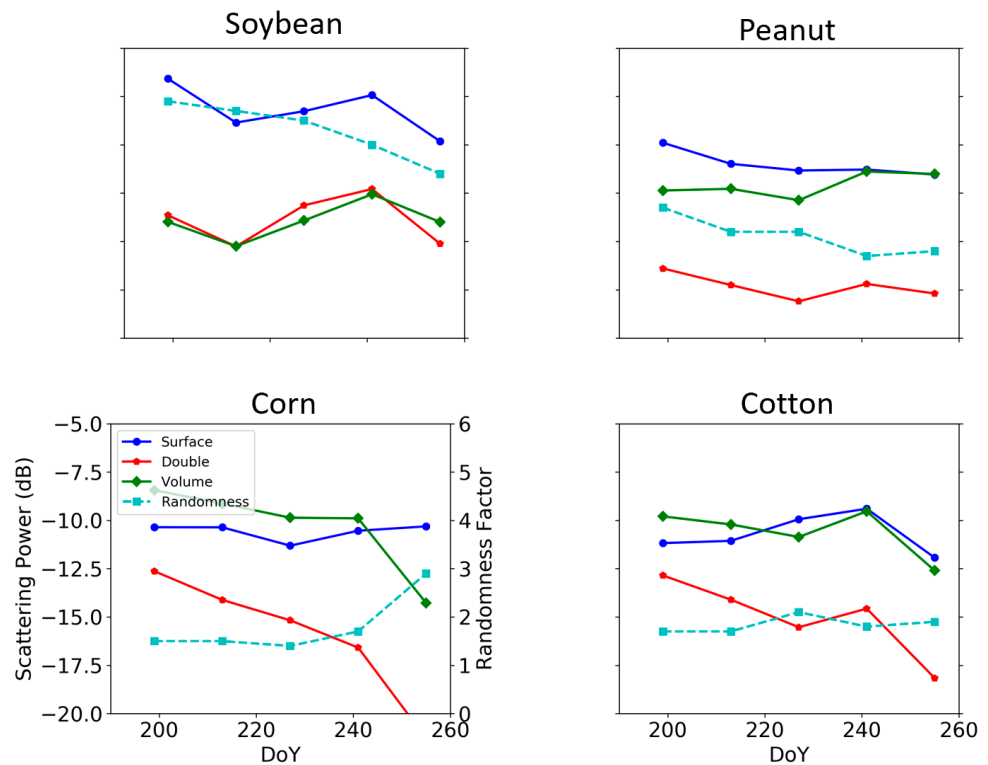 Soybean
Peanut
Corn
Cotton
−5.0
−7.5
−10.0
−12.5
−15.0
−17.5
−20.0
Scattering Power (dB)
Surface
Double
Volume
Randomness
6
5
4
3
2
1
0
Randomness Factor
200 220 240 260
DoY
200 220 240 260
DoY